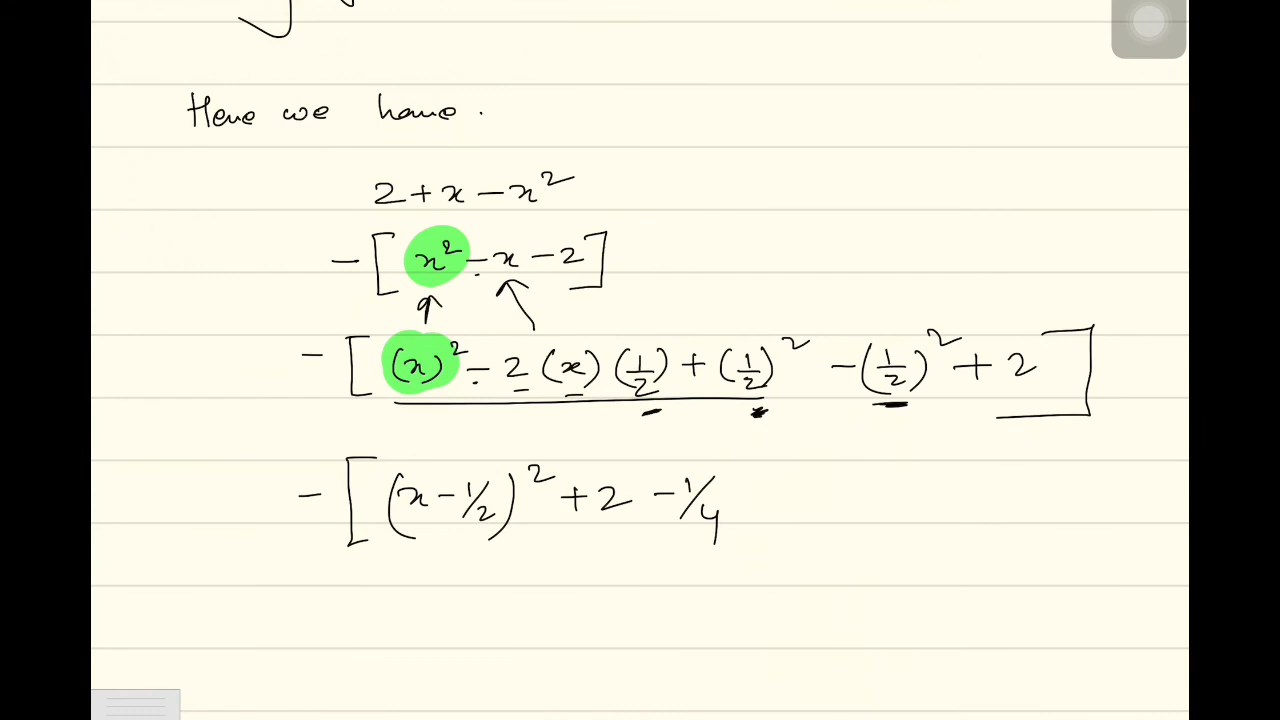 Here we have.
2 + x - x²
- [ x² - x - 2 ]
- [ (x)² - 2 (x) (1/2) + (1/2)² - (1/2)² + 2 ]
- [ (x - 1/2)² + 2 - 1/4